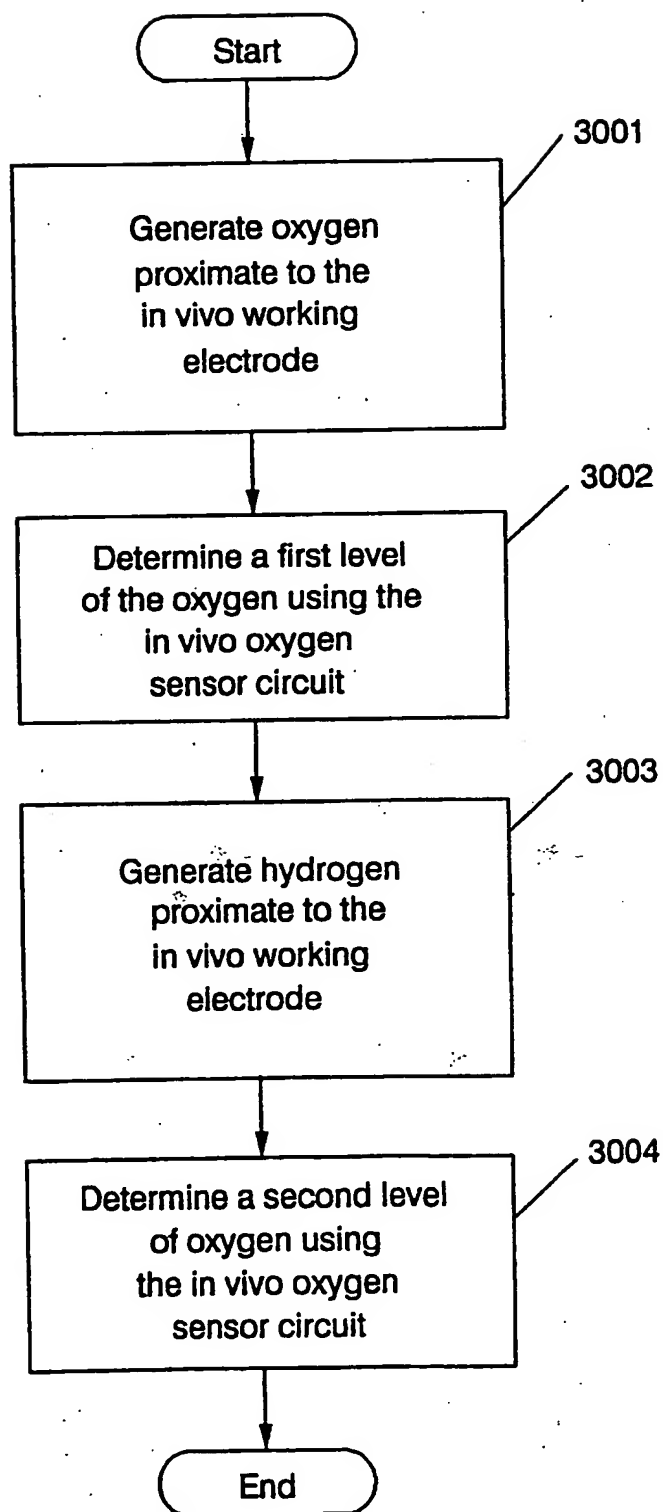 Start
3001
Generate oxygen
proximate to the
in vivo working
electrode
3002
Determine a first level
of the oxygen using the
in vivo oxygen
sensor circuit
3003
Generate hydrogen
proximate to the
in vivo working
electrode
3004
Determine a second level
of oxygen using
the in vivo oxygen
sensor circuit
End